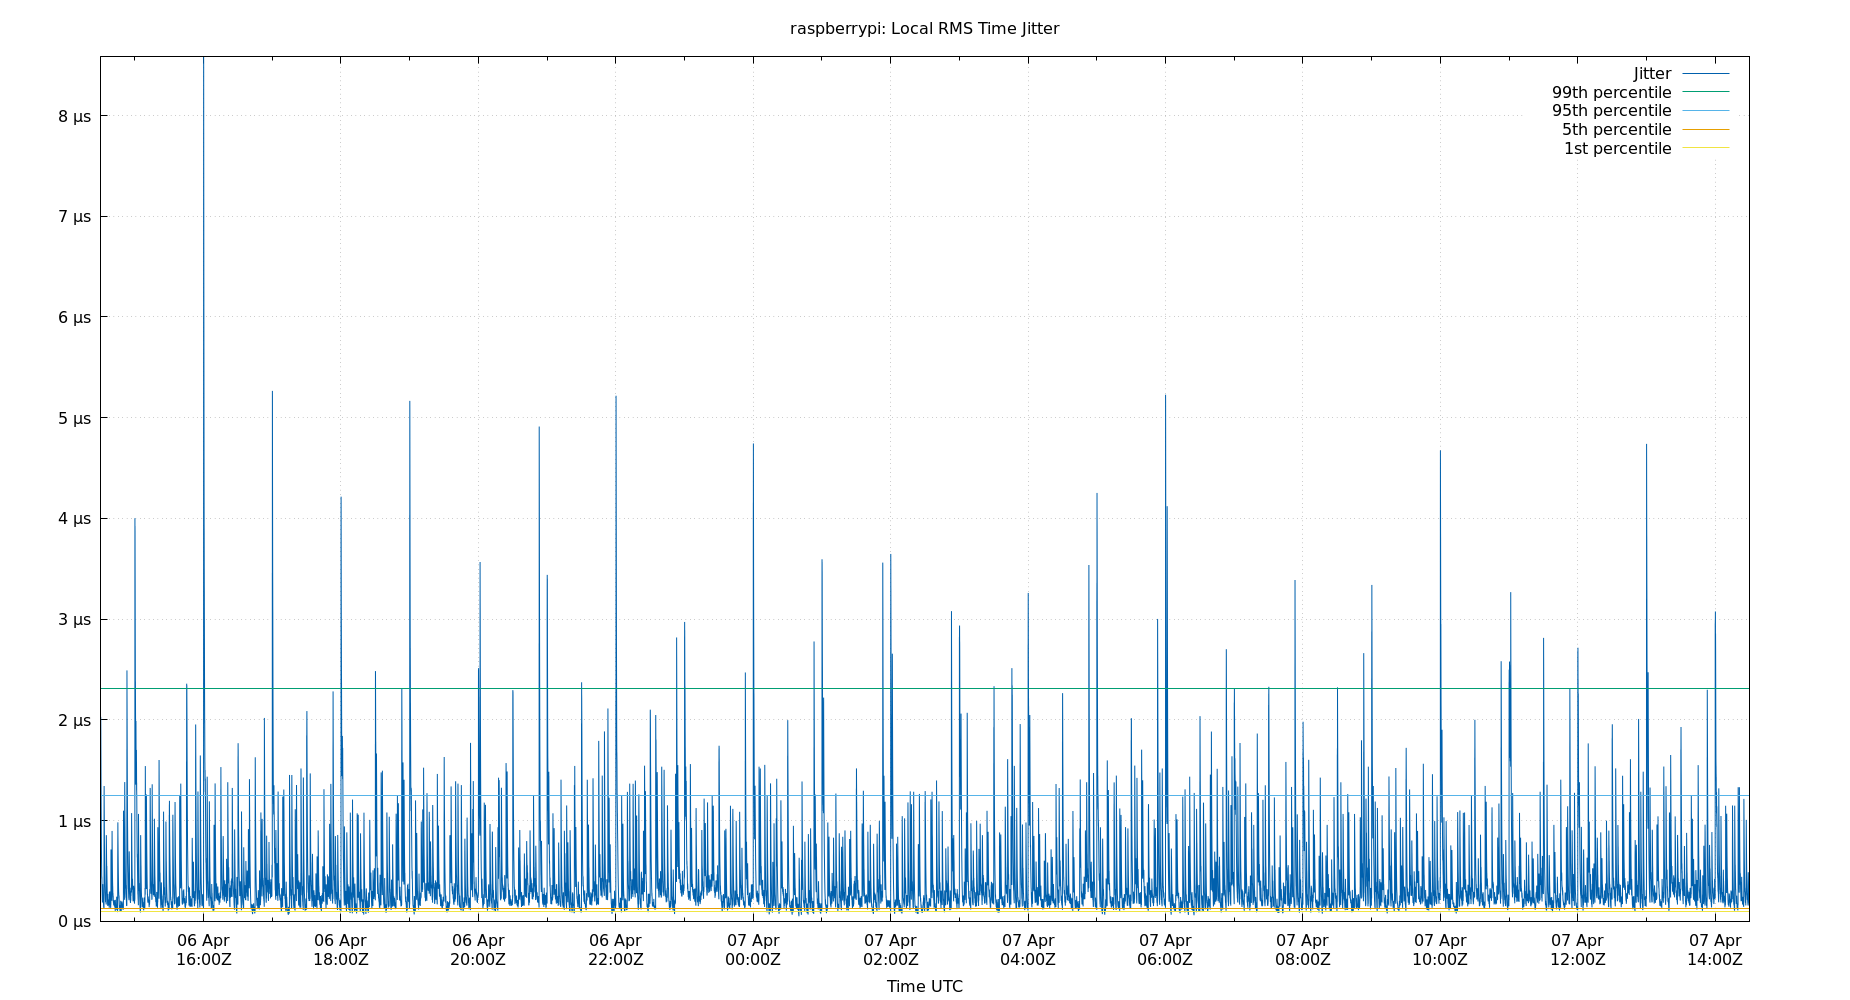 raspberrypi: Local RMS Time Jitter
Jitter
99th percentile
95th percentile
5th percentile
1st percentile
8 µs
7 µs
6 µs
5 µs
4 µs
3 µs
2 µs
1 µs
0 µs
06 Apr 06 Apr 06 Apr 06 Apr 07 Apr 07 Apr 07 Apr 07 Apr 07 Apr 07 Apr 07 Apr 07 Apr
16:00Z 18:00Z 20:00Z 22:00Z 00:00Z 02:00Z 04:00Z 06:00Z 08:00Z 10:00Z 12:00Z 14:00Z
Time UTC